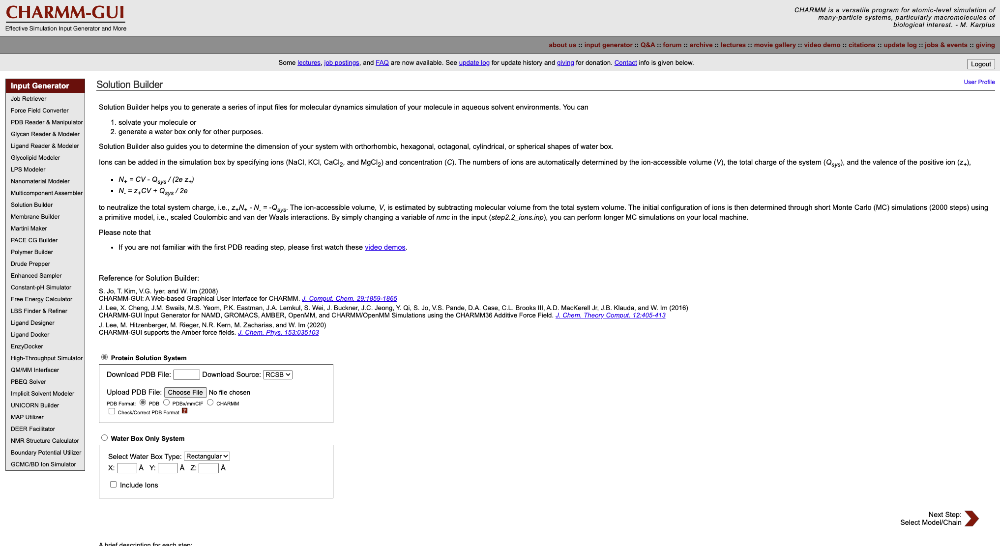 CHARMM-GUI
Effective Simulation Input Generator and More
CHARMM is a versatile program for atomic-level simulation of
many-particle systems, particularly macromolecules of
biological interest. - M. Karplus
about us :: input generator :: Q&A :: forum :: archive :: lectures :: movie gallery :: video demo :: citations :: update log :: jobs & events :: giving
Some lectures, job postings, and FAQ are now available. See update log for update history and giving for donation. Contact info is given below.
Logout
Input Generator
Job Retriever
Force Field Converter
PDB Reader & Manipulator
Glycan Reader & Modeler
Ligand Reader & Modeler
Glycolipid Modeler
LPS Modeler
Nanomaterial Modeler
Multicomponent Assembler
Solution Builder
Membrane Builder
Martini Maker
PACE CG Builder
Polymer Builder
Drude Prepper
Enhanced Sampler
Constant-pH Simulator
Free Energy Calculator
LBS Finder & Refiner
Ligand Designer
Ligand Docker
EnzyDocker
High-Throughput Simulator
QM/MM Interfacer
PBEQ Solver
Implicit Solvent Modeler
UNICORN Builder
MAP Utilizer
DEER Facilitator
NMR Structure Calculator
Boundary Potential Utilizer
GCMC/BD Ion Simulator
Solution Builder
User Profile
Solution Builder helps you to generate a series of input files for molecular dynamics simulation of your molecule in aqueous solvent environments. You can
1. solvate your molecule or
2. generate a water box only for other purposes.
Solution Builder also guides you to determine the dimension of your system with orthorhombic, hexagonal, octagonal, cylindrical, or spherical shapes of water box.
Ions can be added in the simulation box by specifying ions (NaCl, KCl, CaCl2, and MgCl2) and concentration (C). The numbers of ions are automatically determined by the ion-accessible volume (V), the total charge of the system (Qsys), and the valence of the positive ion (z+),
▪ N+ = CV - Qsys / (2e z+)
▪ N- = z+CV + Qsys / 2e
to neutralize the total system charge, i.e., z+N+ - N- = -Qsys. The ion-accessible volume, V, is estimated by subtracting molecular volume from the total system volume. The initial configuration of ions is then determined through short Monte Carlo (MC) simulations (2000 steps) using
a primitive model, i.e., scaled Coulombic and van der Waals interactions. By simply changing a variable of nmc in the input (step2.2_ions.inp), you can perform longer MC simulations on your local machine.
Please note that
• If you are not familiar with the first PDB reading step, please first watch these video demos.
Reference for Solution Builder:
S. Jo, T. Kim, V.G. Iyer, and W. Im (2008)
CHARMM-GUI: A Web-based Graphical User Interface for CHARMM. J. Comput. Chem. 29:1859-1865
J. Lee, X. Cheng, J.M. Swails, M.S. Yeom, P.K. Eastman, J.A. Lemkul, S. Wei, J. Buckner, J.C. Jeong, Y. Qi, S. Jo, V.S. Pande, D.A. Case, C.L. Brooks III, A.D. MacKerell Jr, J.B. Klauda, and W. Im (2016)
CHARMM-GUI Input Generator for NAMD, GROMACS, AMBER, OpenMM, and CHARMM/OpenMM Simulations using the CHARMM36 Additive Force Field. J. Chem. Theory Comput. 12:405-413
J. Lee, M. Hitzenberger, M. Rieger, N.R. Kern, M. Zacharias, and W. Im (2020)
CHARMM-GUI supports the Amber force fields. J. Chem. Phys. 153:035103
Protein Solution System
Download PDB File: Download Source: RCSB
Upload PDB File: Choose File No file chosen
PDB Format: PDB PDBx/mmCIF CHARMM
Check/Correct PDB Format ?
Water Box Only System
Select Water Box Type: Rectangular
X: Å Y: Å Z: Å
Include Ions
Next Step:
Select Model/Chain
A brief description for each step: